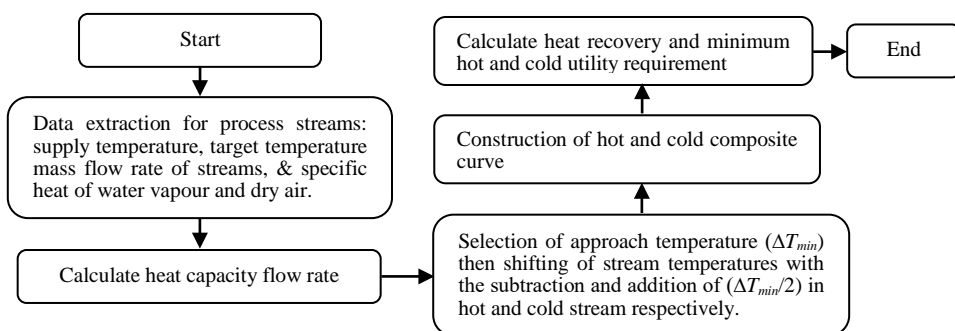 Start
Data extraction for process streams:
supply temperature, target temperature
mass flow rate of streams, & specific
heat of water vapour and dry air.
Calculate heat capacity flow rate
Selection of approach temperature (ΔTmin)
then shifting of stream temperatures with
the subtraction and addition of (ΔTmin/2) in
hot and cold stream respectively.
Construction of hot and cold composite
curve
Calculate heat recovery and minimum
hot and cold utility requirement
End